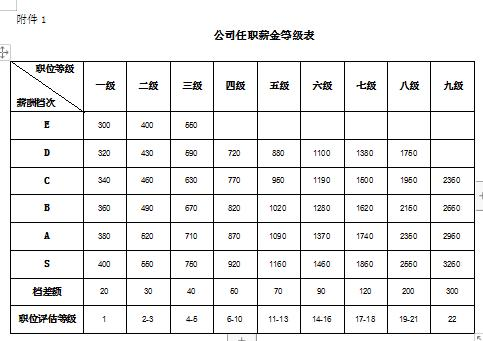 附件 1
公司任职薪金等级表
职位等级 一级 二级 三级 四级 五级 六级 七级 八级 九级
薪酬档次
E 300 400 550
D 320 430 590 720 880 1100 1380 1750
C 340 460 630 770 950 1190 1500 1950 2350
B 360 490 670 820 1020 1280 1620 2150 2650
A 380 520 710 870 1090 1370 1740 2350 2950
S 400 550 750 920 1160 1460 1860 2550 3250
档差额 20 30 40 50 70 90 120 200 300
职位评估等级 1 2-3 4-5 6-10 11-13 14-16 17-18 19-21 22